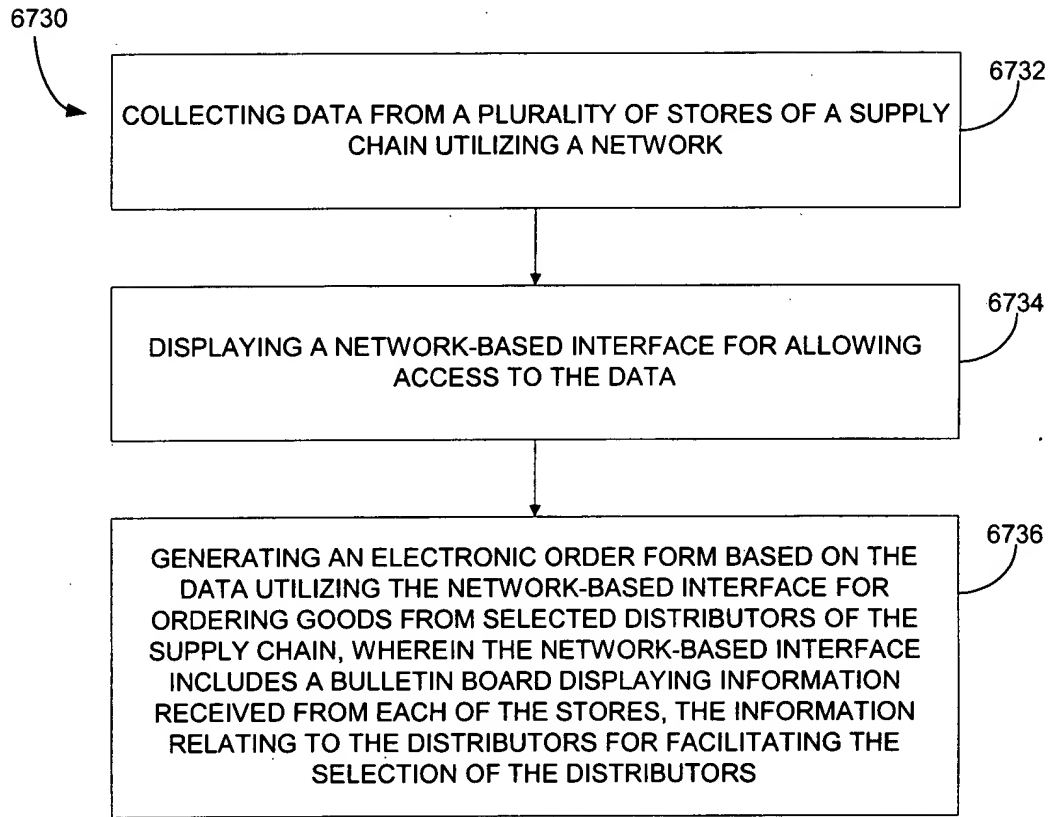 6730
6732
COLLECTING DATA FROM A PLURALITY OF STORES OF A SUPPLY
CHAIN UTILIZING A NETWORK
6734
DISPLAYING A NETWORK-BASED INTERFACE FOR ALLOWING
ACCESS TO THE DATA
6736
GENERATING AN ELECTRONIC ORDER FORM BASED ON THE
DATA UTILIZING THE NETWORK-BASED INTERFACE FOR
ORDERING GOODS FROM SELECTED DISTRIBUTORS OF THE
SUPPLY CHAIN, WHEREIN THE NETWORK-BASED INTERFACE
INCLUDES A BULLETIN BOARD DISPLAYING INFORMATION
RECEIVED FROM EACH OF THE STORES, THE INFORMATION
RELATING TO THE DISTRIBUTORS FOR FACILITATING THE
SELECTION OF THE DISTRIBUTORS